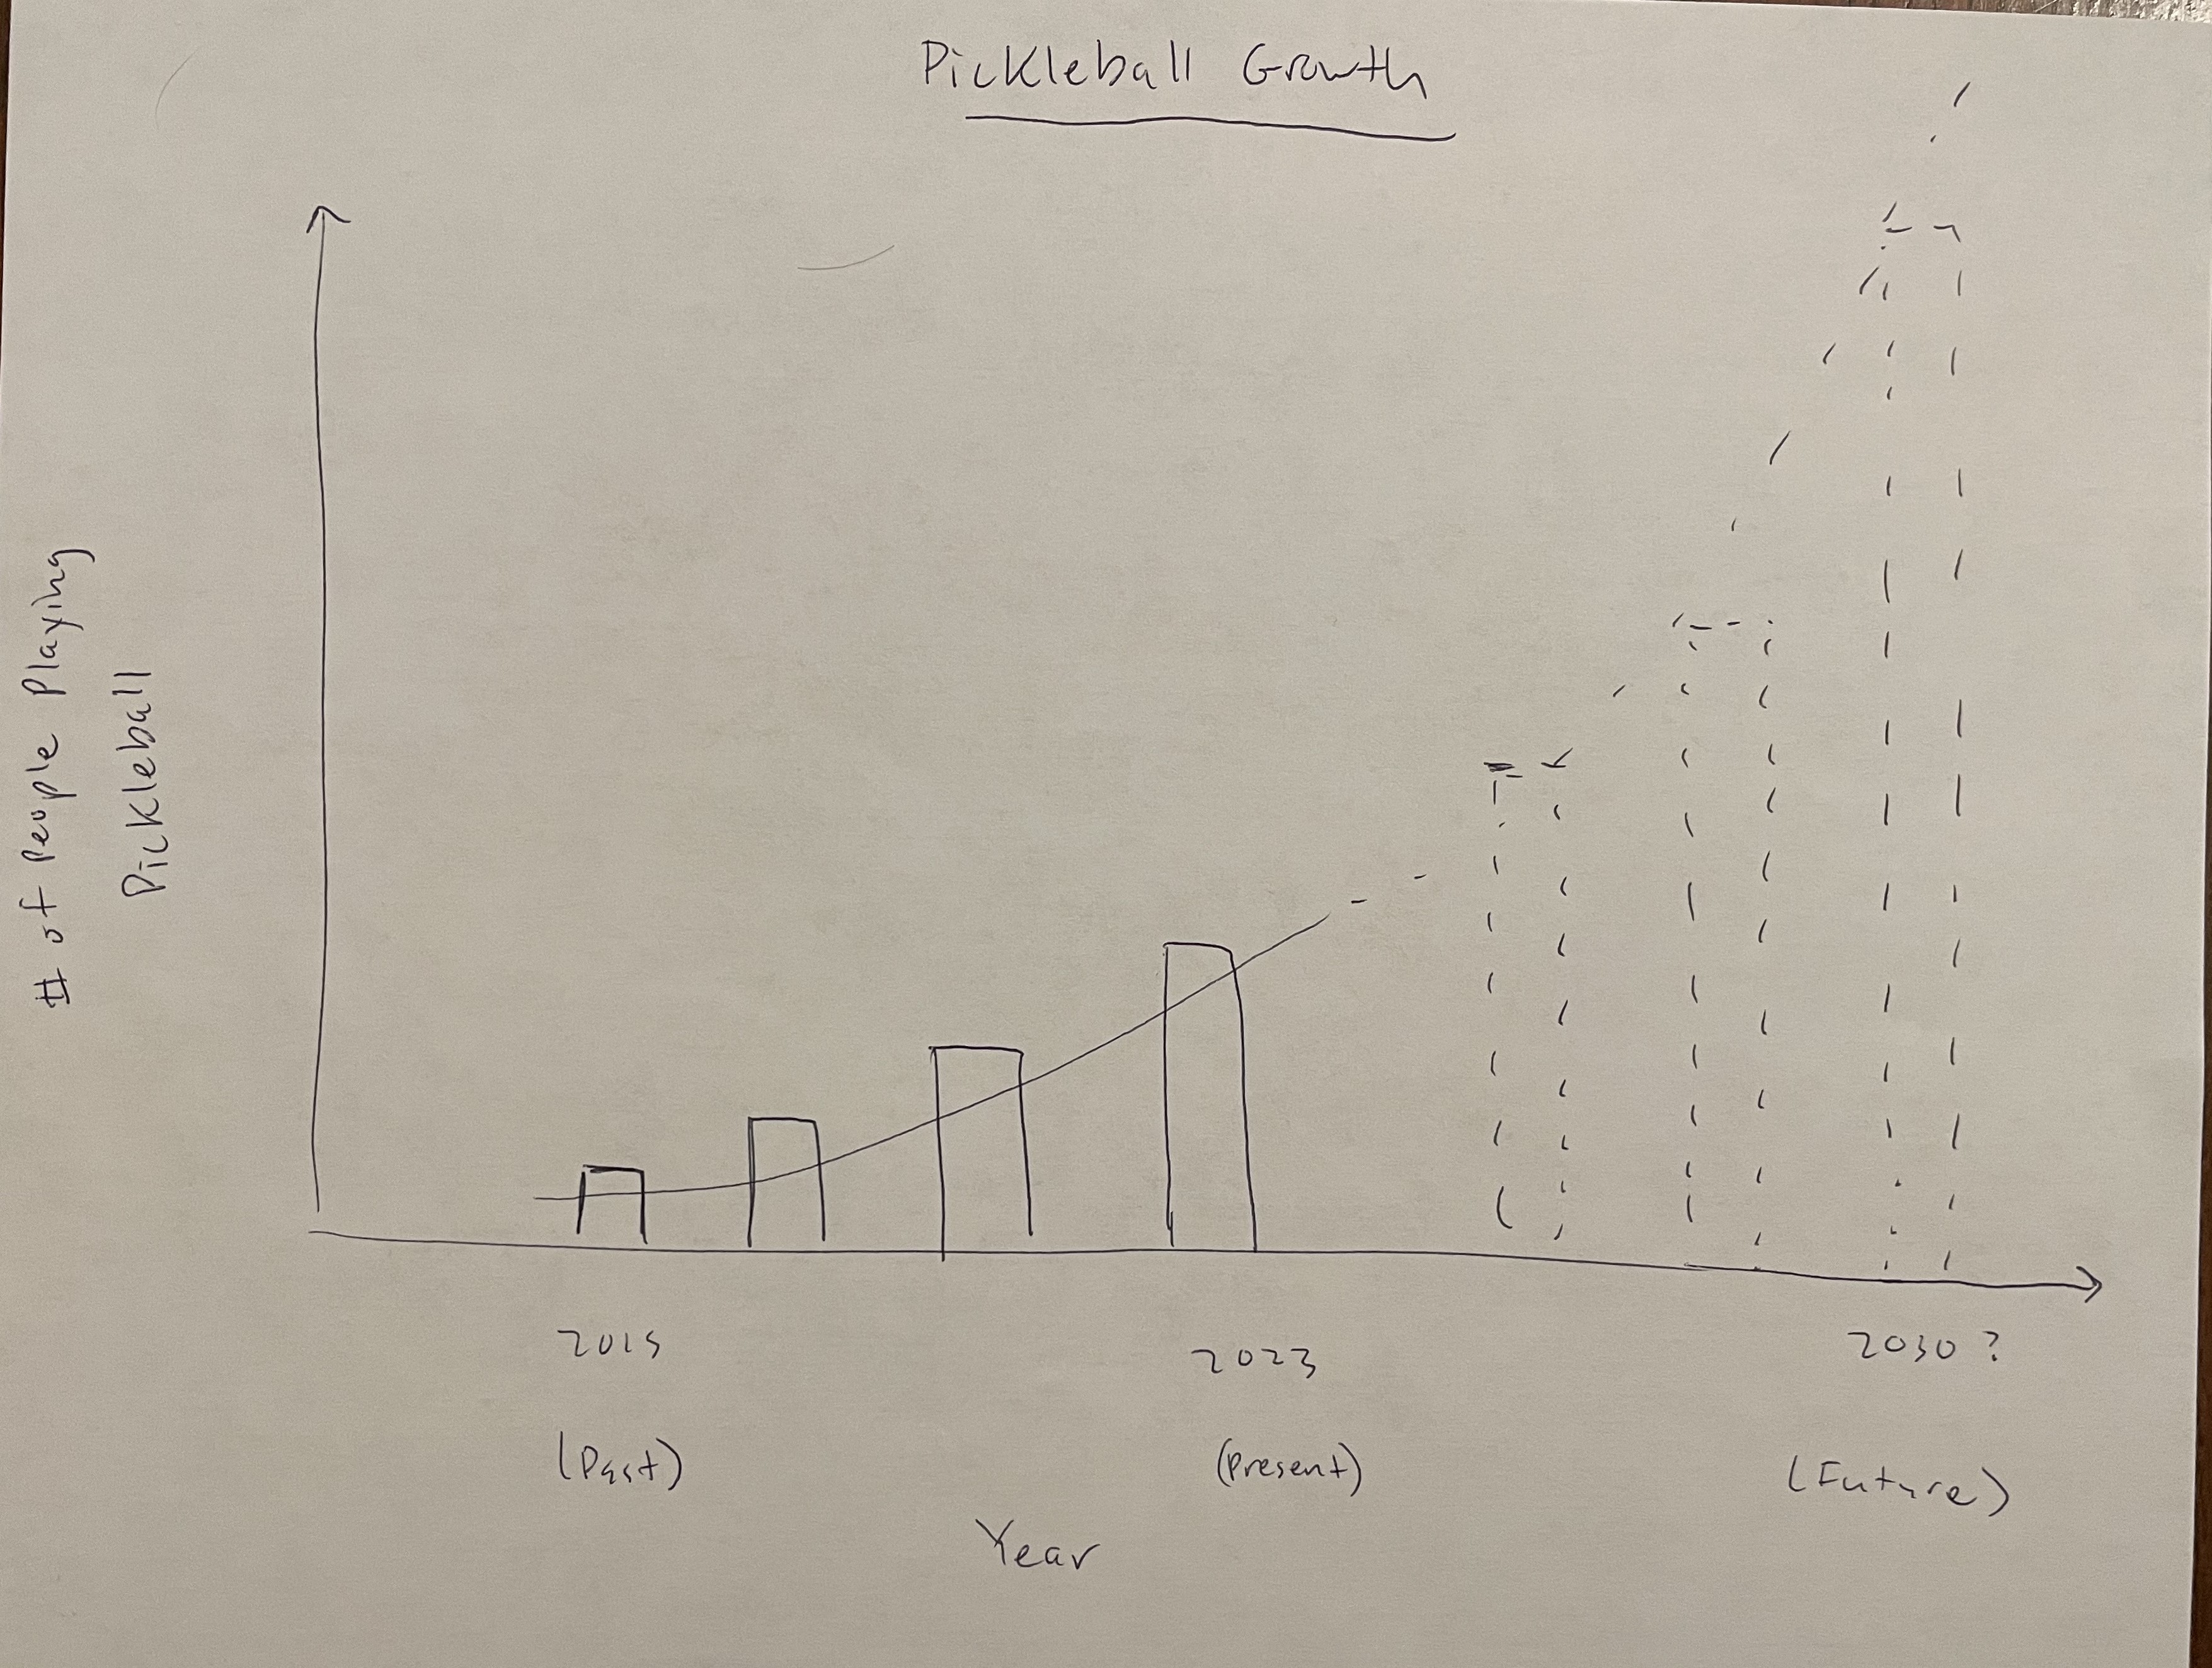 Pickleball Growth
# of People Playing
Pickleball
2015
2023
2030?
(Past)
(Present)
(Future)
Year